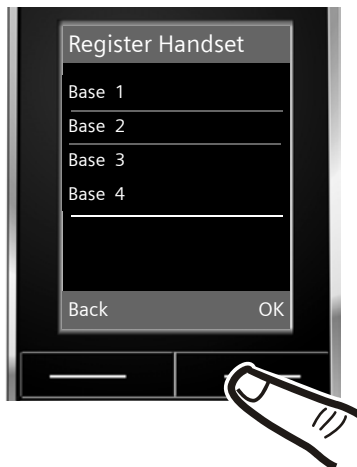 Register Handset
Base 1
Base 2
Base 3
Base 4
Back OK